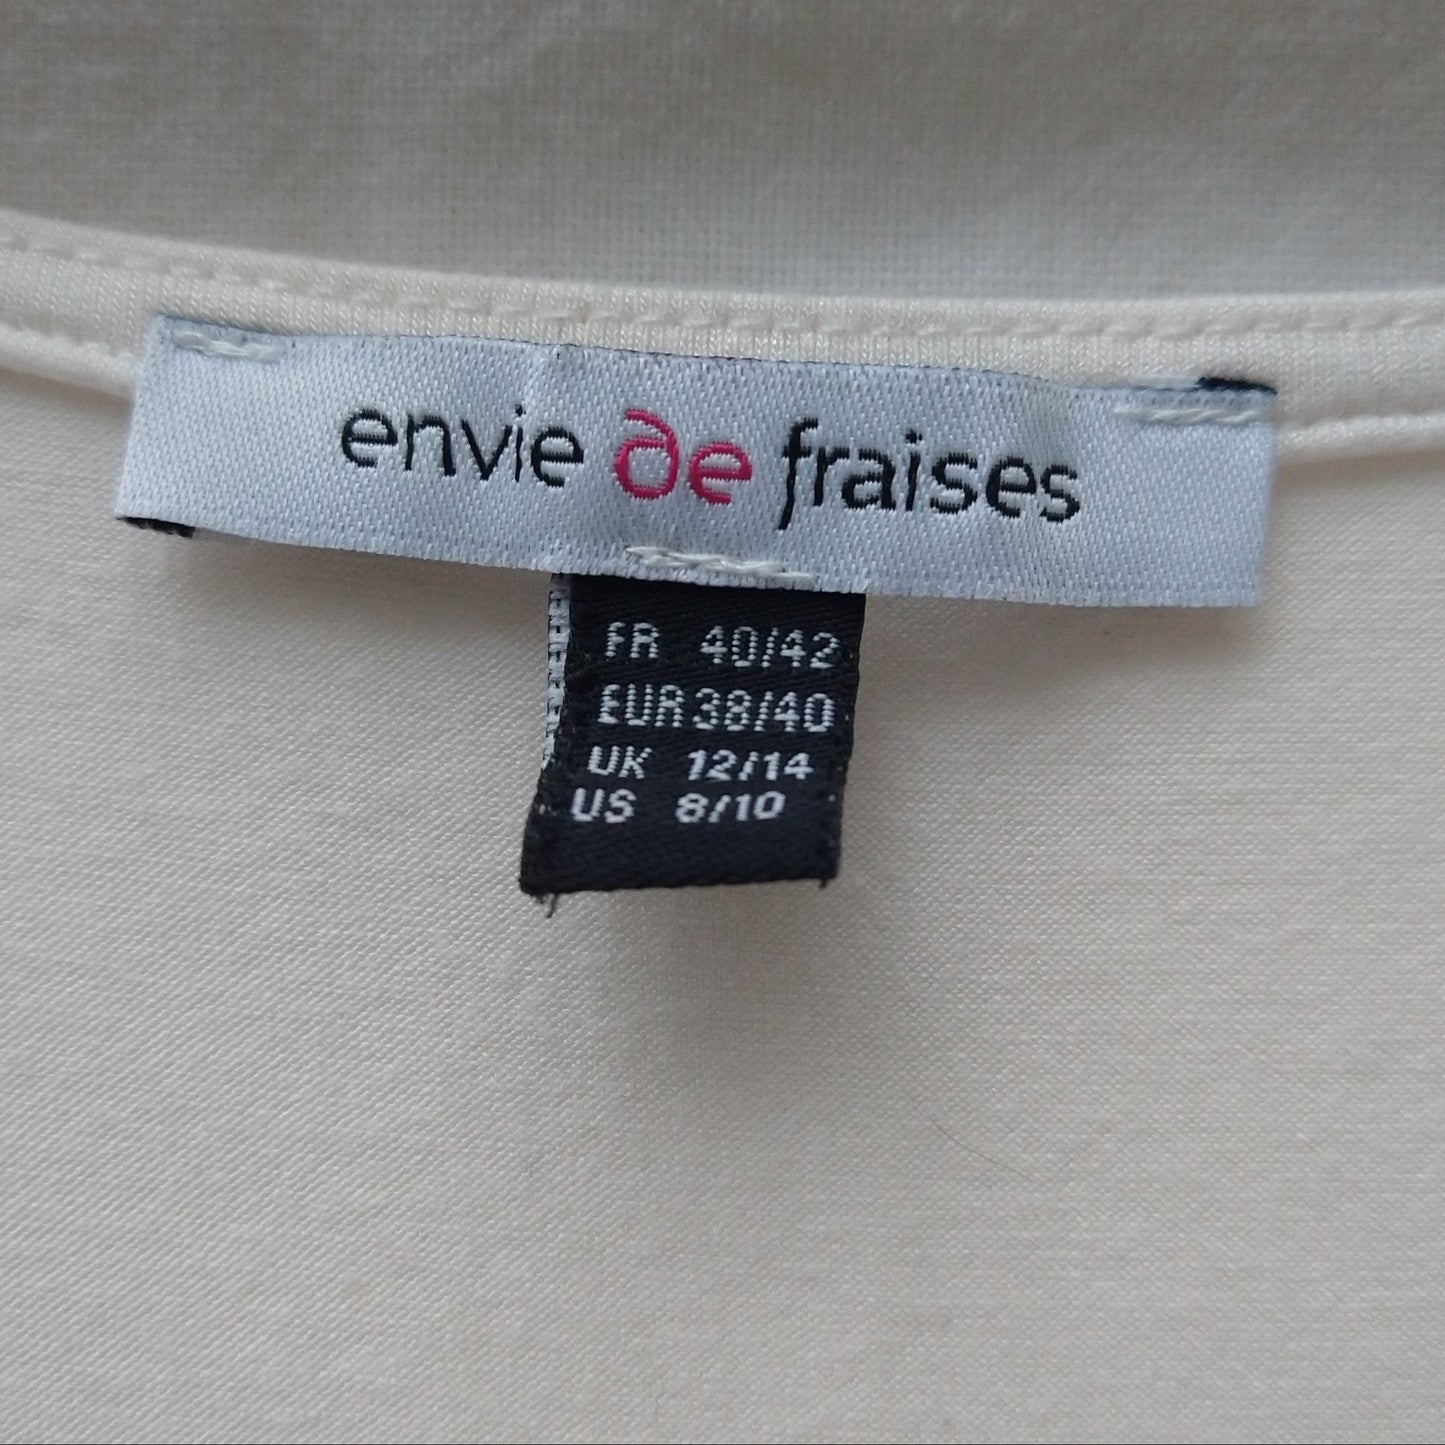 envie de fraises
FR 40/42
EUR 38/40
UK 12/14
US 8/10